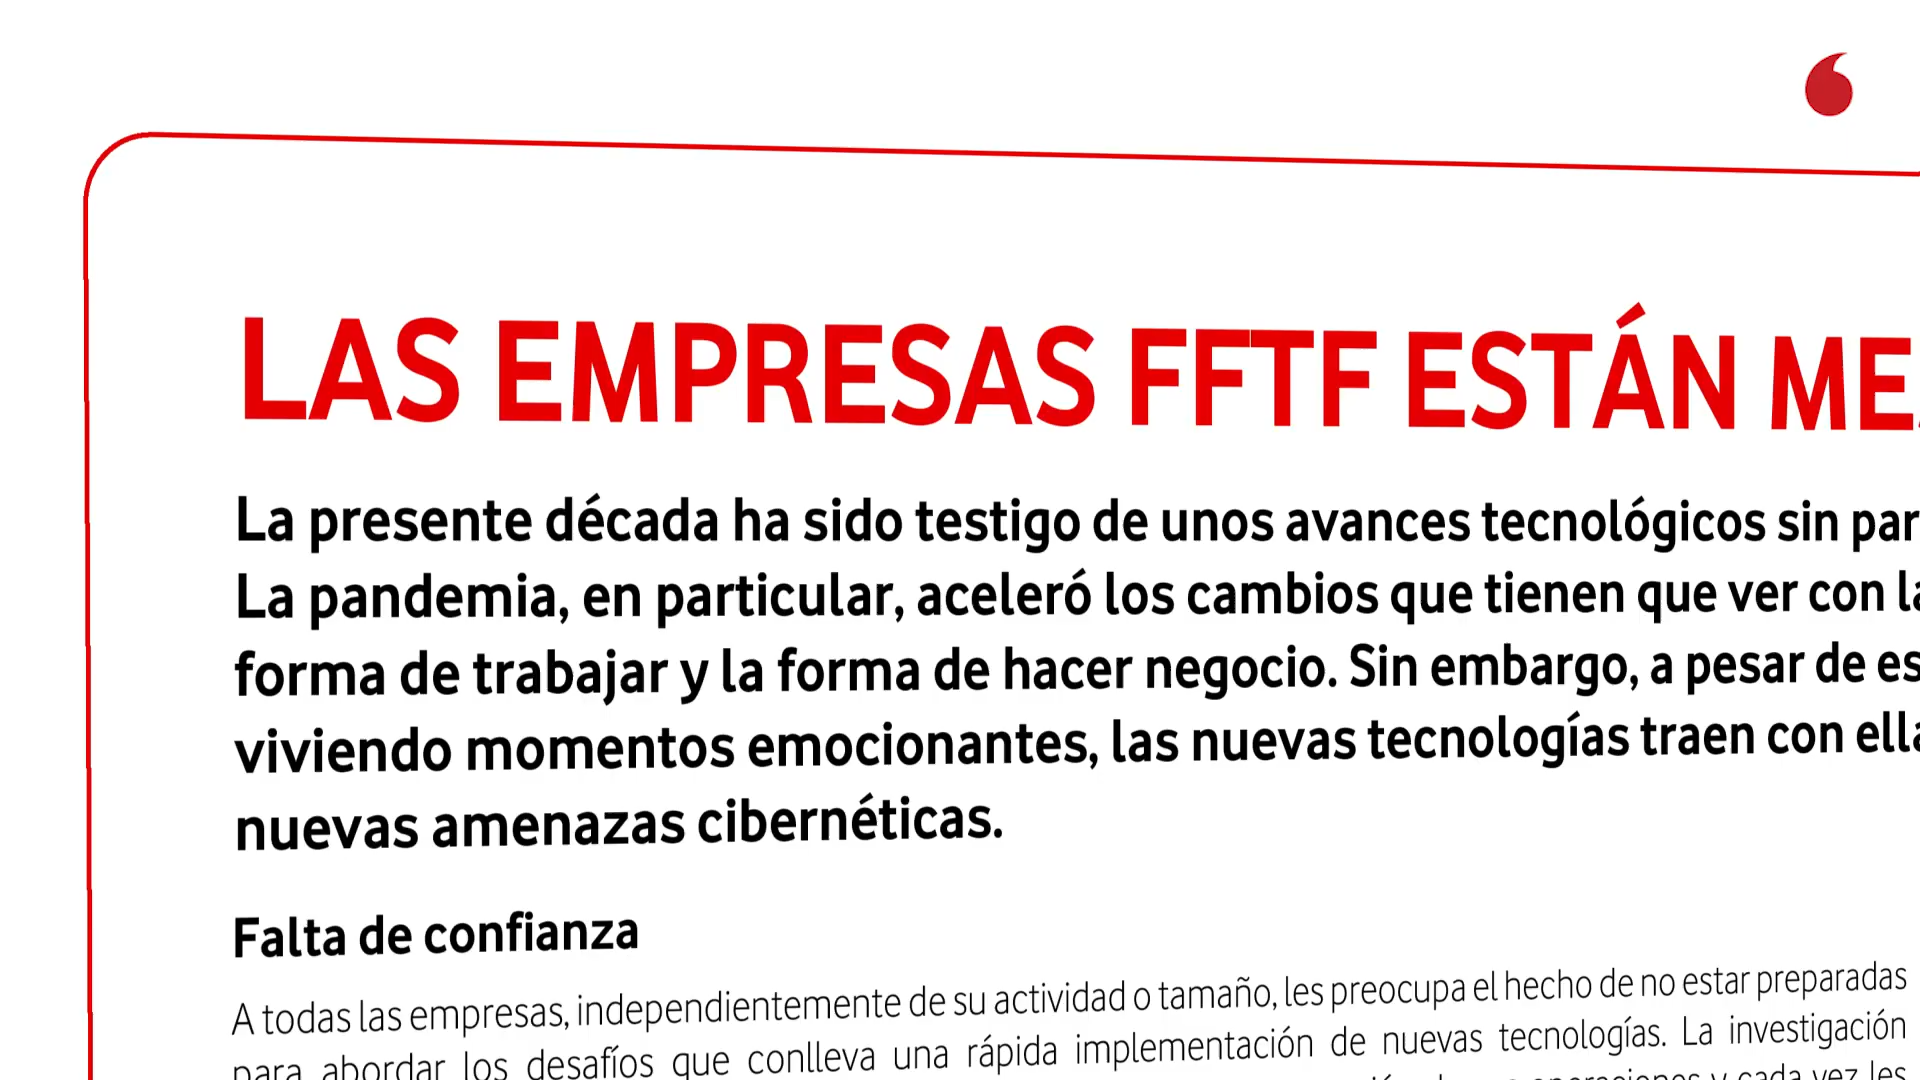 LAS EMPRESAS FFTF ESTÁN
La presente década ha sido testigo de unos avances tecnológicos sin
La pandemia, en particular, aceleró los cambios que tienen que ver con
forma de trabajar y la forma de hacer negocio. Sin embargo, a pesar de
viviendo momentos emocionantes, las nuevas tecnologías traen con
nuevas amenazas cibernéticas.
Falta de confianza
A todas las empresas, independientemente de su actividad o tamaño, les preocupa el hecho de no estar preparadas
para abordar los desafíos que conlleva una rápida implementación de nuevas tecnologías. La investigación
y cada vez les